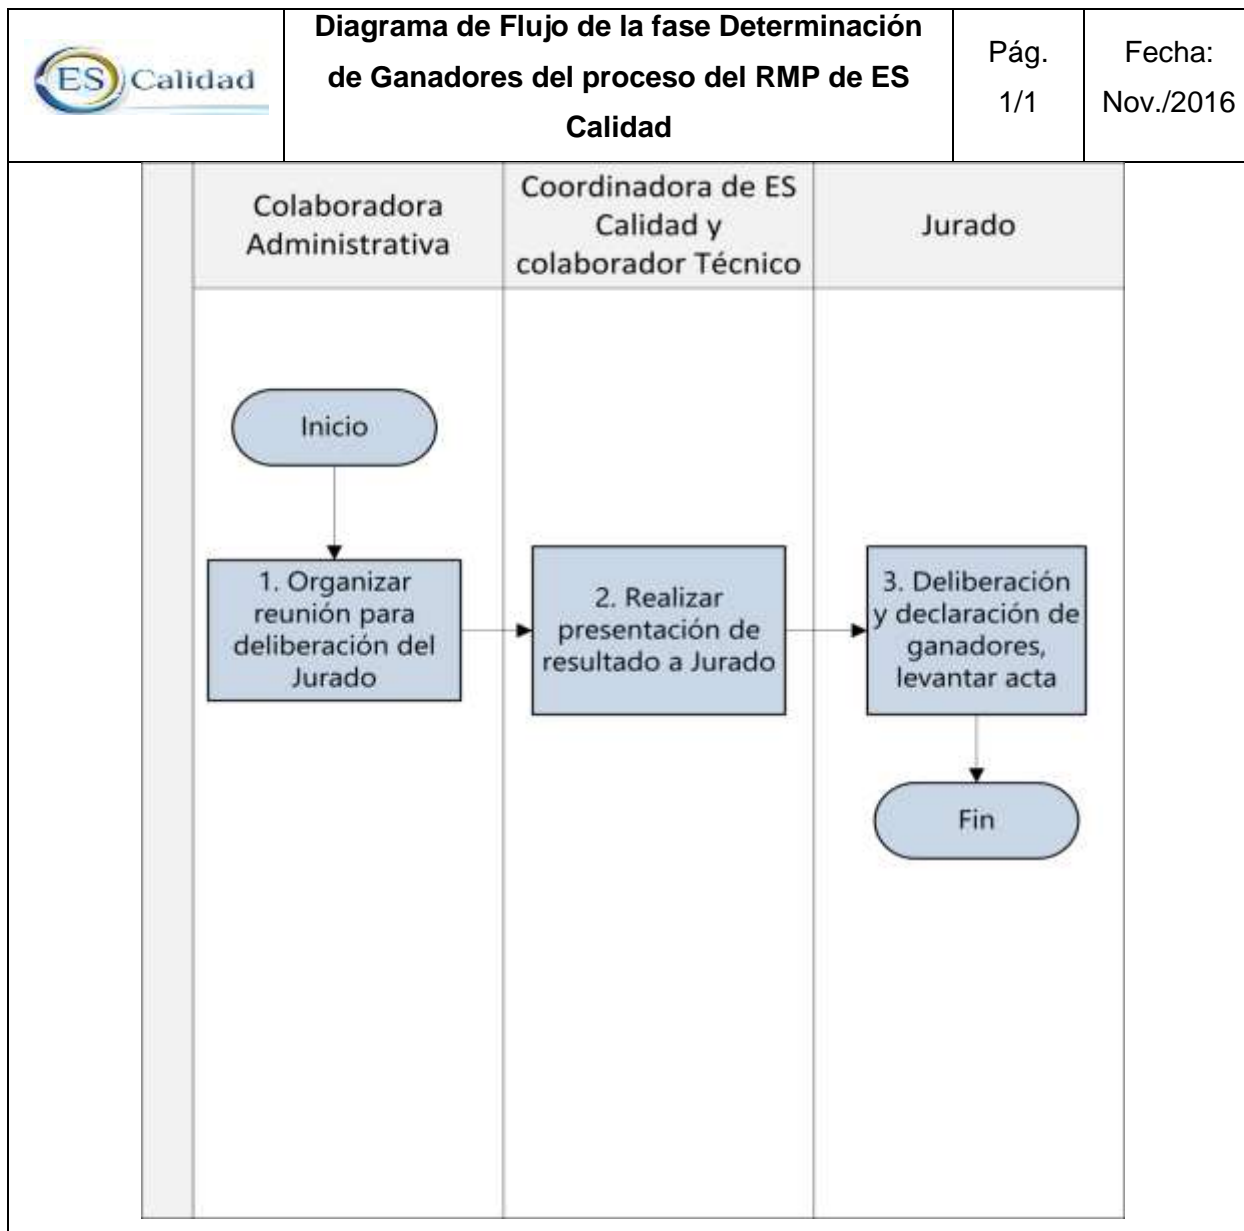 ES Calidad
Diagrama de Flujo de la fase Determinación
de Ganadores del proceso del RMP de ES
Calidad
Pág.
1/1
Fecha:
Nov./2016
Colaboradora
Administrativa
Coordinadora de ES
Calidad y
colaborador Técnico
Jurado
Inicio
1. Organizar
reunión para
deliberación del
Jurado
2. Realizar
presentación de
resultado a Jurado
3. Deliberación
y declaración de
ganadores,
levantar acta
Fin